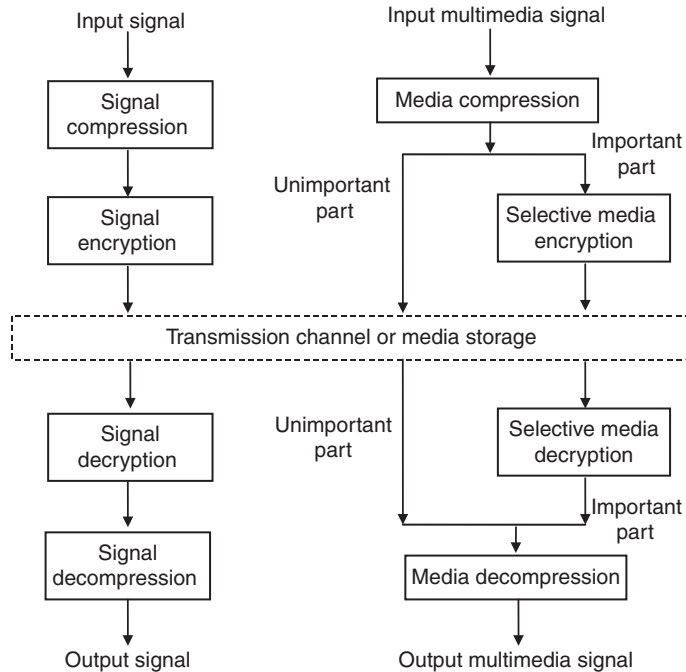 Input signal
Input multimedia signal
Signal
compression
Media compression
Important
part
Unimportant
part
Signal
encryption
Selective media
encryption
Transmission channel or media storage
Unimportant
part
Signal
decryption
Selective media
decryption
Important
part
Signal
decompression
Media decompression
Output signal
Output multimedia signal